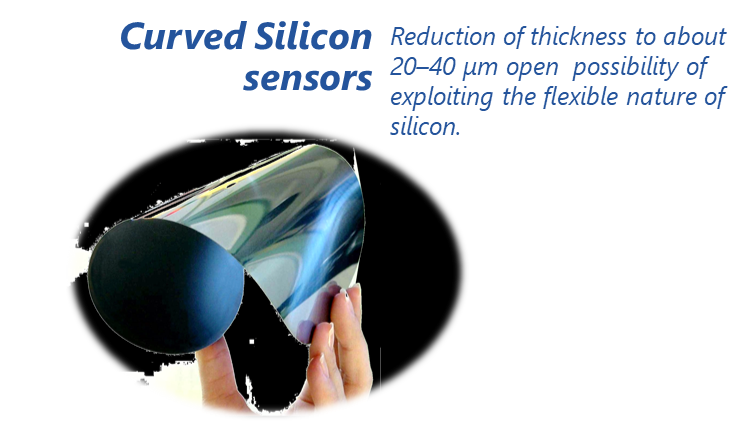 Curved Silicon
sensors
Reduction of thickness to about
20–40 μm open  possibility of
exploiting the flexible nature of
silicon.